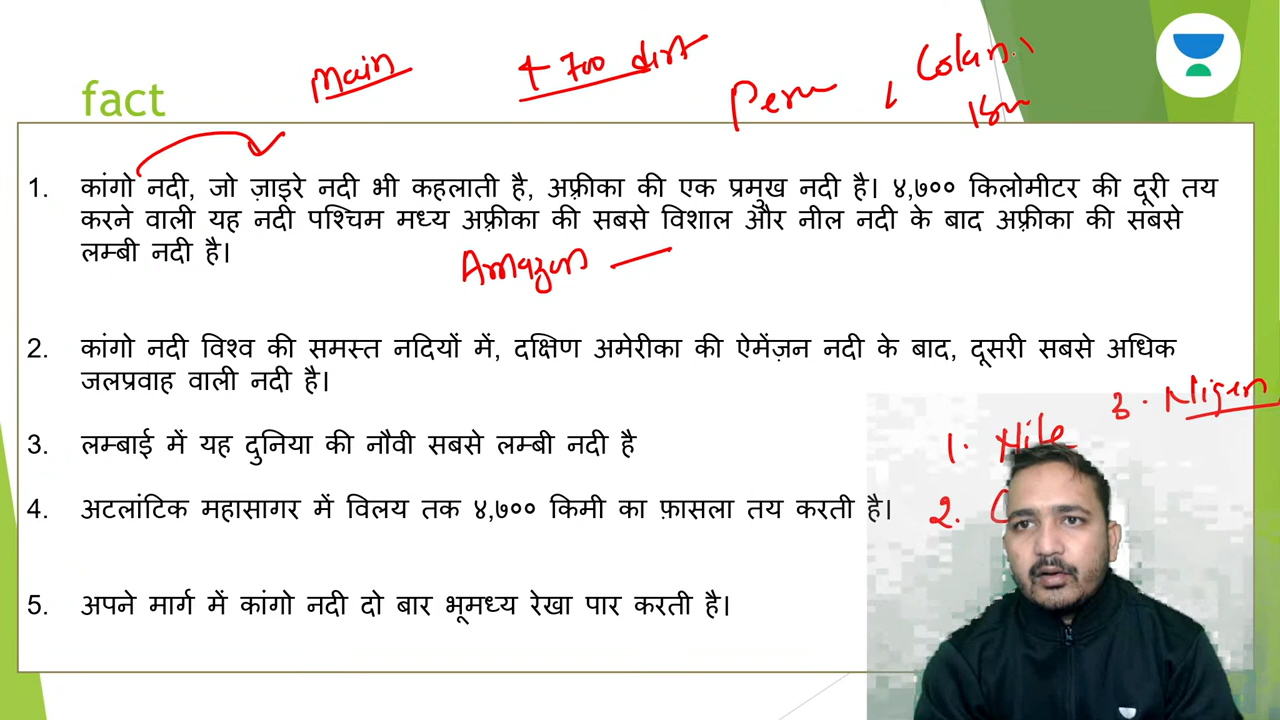 Main
4700 dist
Peru
Colan
fact
1. कांगो नदी, जो ज़ाइरे नदी भी कहलाती है, अफ़्रीका की एक प्रमुख नदी है। ४,७०० किलोमीटर की दूरी तय
करने वाली यह नदी पश्चिम मध्य अफ़्रीका की सबसे विशाल और नील नदी के बाद अफ़्रीका की सबसे
लम्बी नदी है।
Amazon
2. कांगो नदी विश्व की समस्त नदियों में, दक्षिण अमेरीका की ऐमेंज़न नदी के बाद, दूसरी सबसे अधिक
जलप्रवाह वाली नदी है।
3. Niger
3. लम्बाई में यह दुनिया की नौवी सबसे लम्बी नदी है
1. Nile
4. अटलांटिक महासागर में विलय तक ४,७०० किमी का फ़ासला तय करती है।
2. C
5. अपने मार्ग में कांगो नदी दो बार भूमध्य रेखा पार करती है।